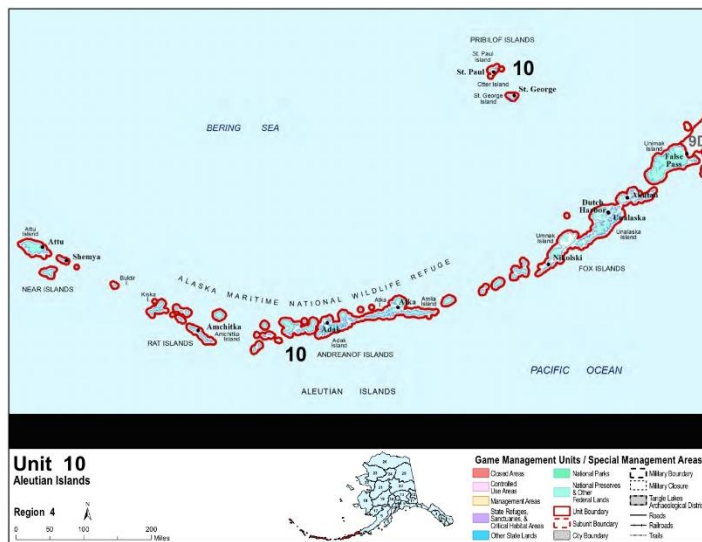 PRIBILOF ISLANDS
St. Paul
Island
St. Paul
10
Otter Island
St. George
St. George
Island
BERING SEA
Unimak
Island
9D
False
Pass
Akutan
Dutch
Harbor
Unalaska
Unalaska
Island
Umnak
Island
Nikolski
FOX ISLANDS
Attu
Island
Attu
Shemya
NEAR ISLANDS
Buldir
I.
Kiska
I.
ALASKA MARITIME NATIONAL WILDLIFE REFUGE
Atka
I.
Atka
Amlia
Island
Amchitka
Amchitka
Island
RAT ISLANDS
Adak
Adak
Island
10
ANDREANOF ISLANDS
PACIFIC OCEAN
ALEUTIAN ISLANDS
Unit 10
Aleutian Islands
Region 4
N
0 50 100 200
Miles
Game Management Units / Special Management Areas
Closed Areas
Controlled
Use Areas
Management Areas
State Refuges,
Sanctuaries, &
Critical Habitat Areas
Other State Lands
National Parks
National Preserves
& Other
Federal Lands
Unit Boundary
Subunit Boundary
City Boundary
Military Boundary
Military Closure
Tangle Lakes
Archaeological District
Roads
Railroads
Trails